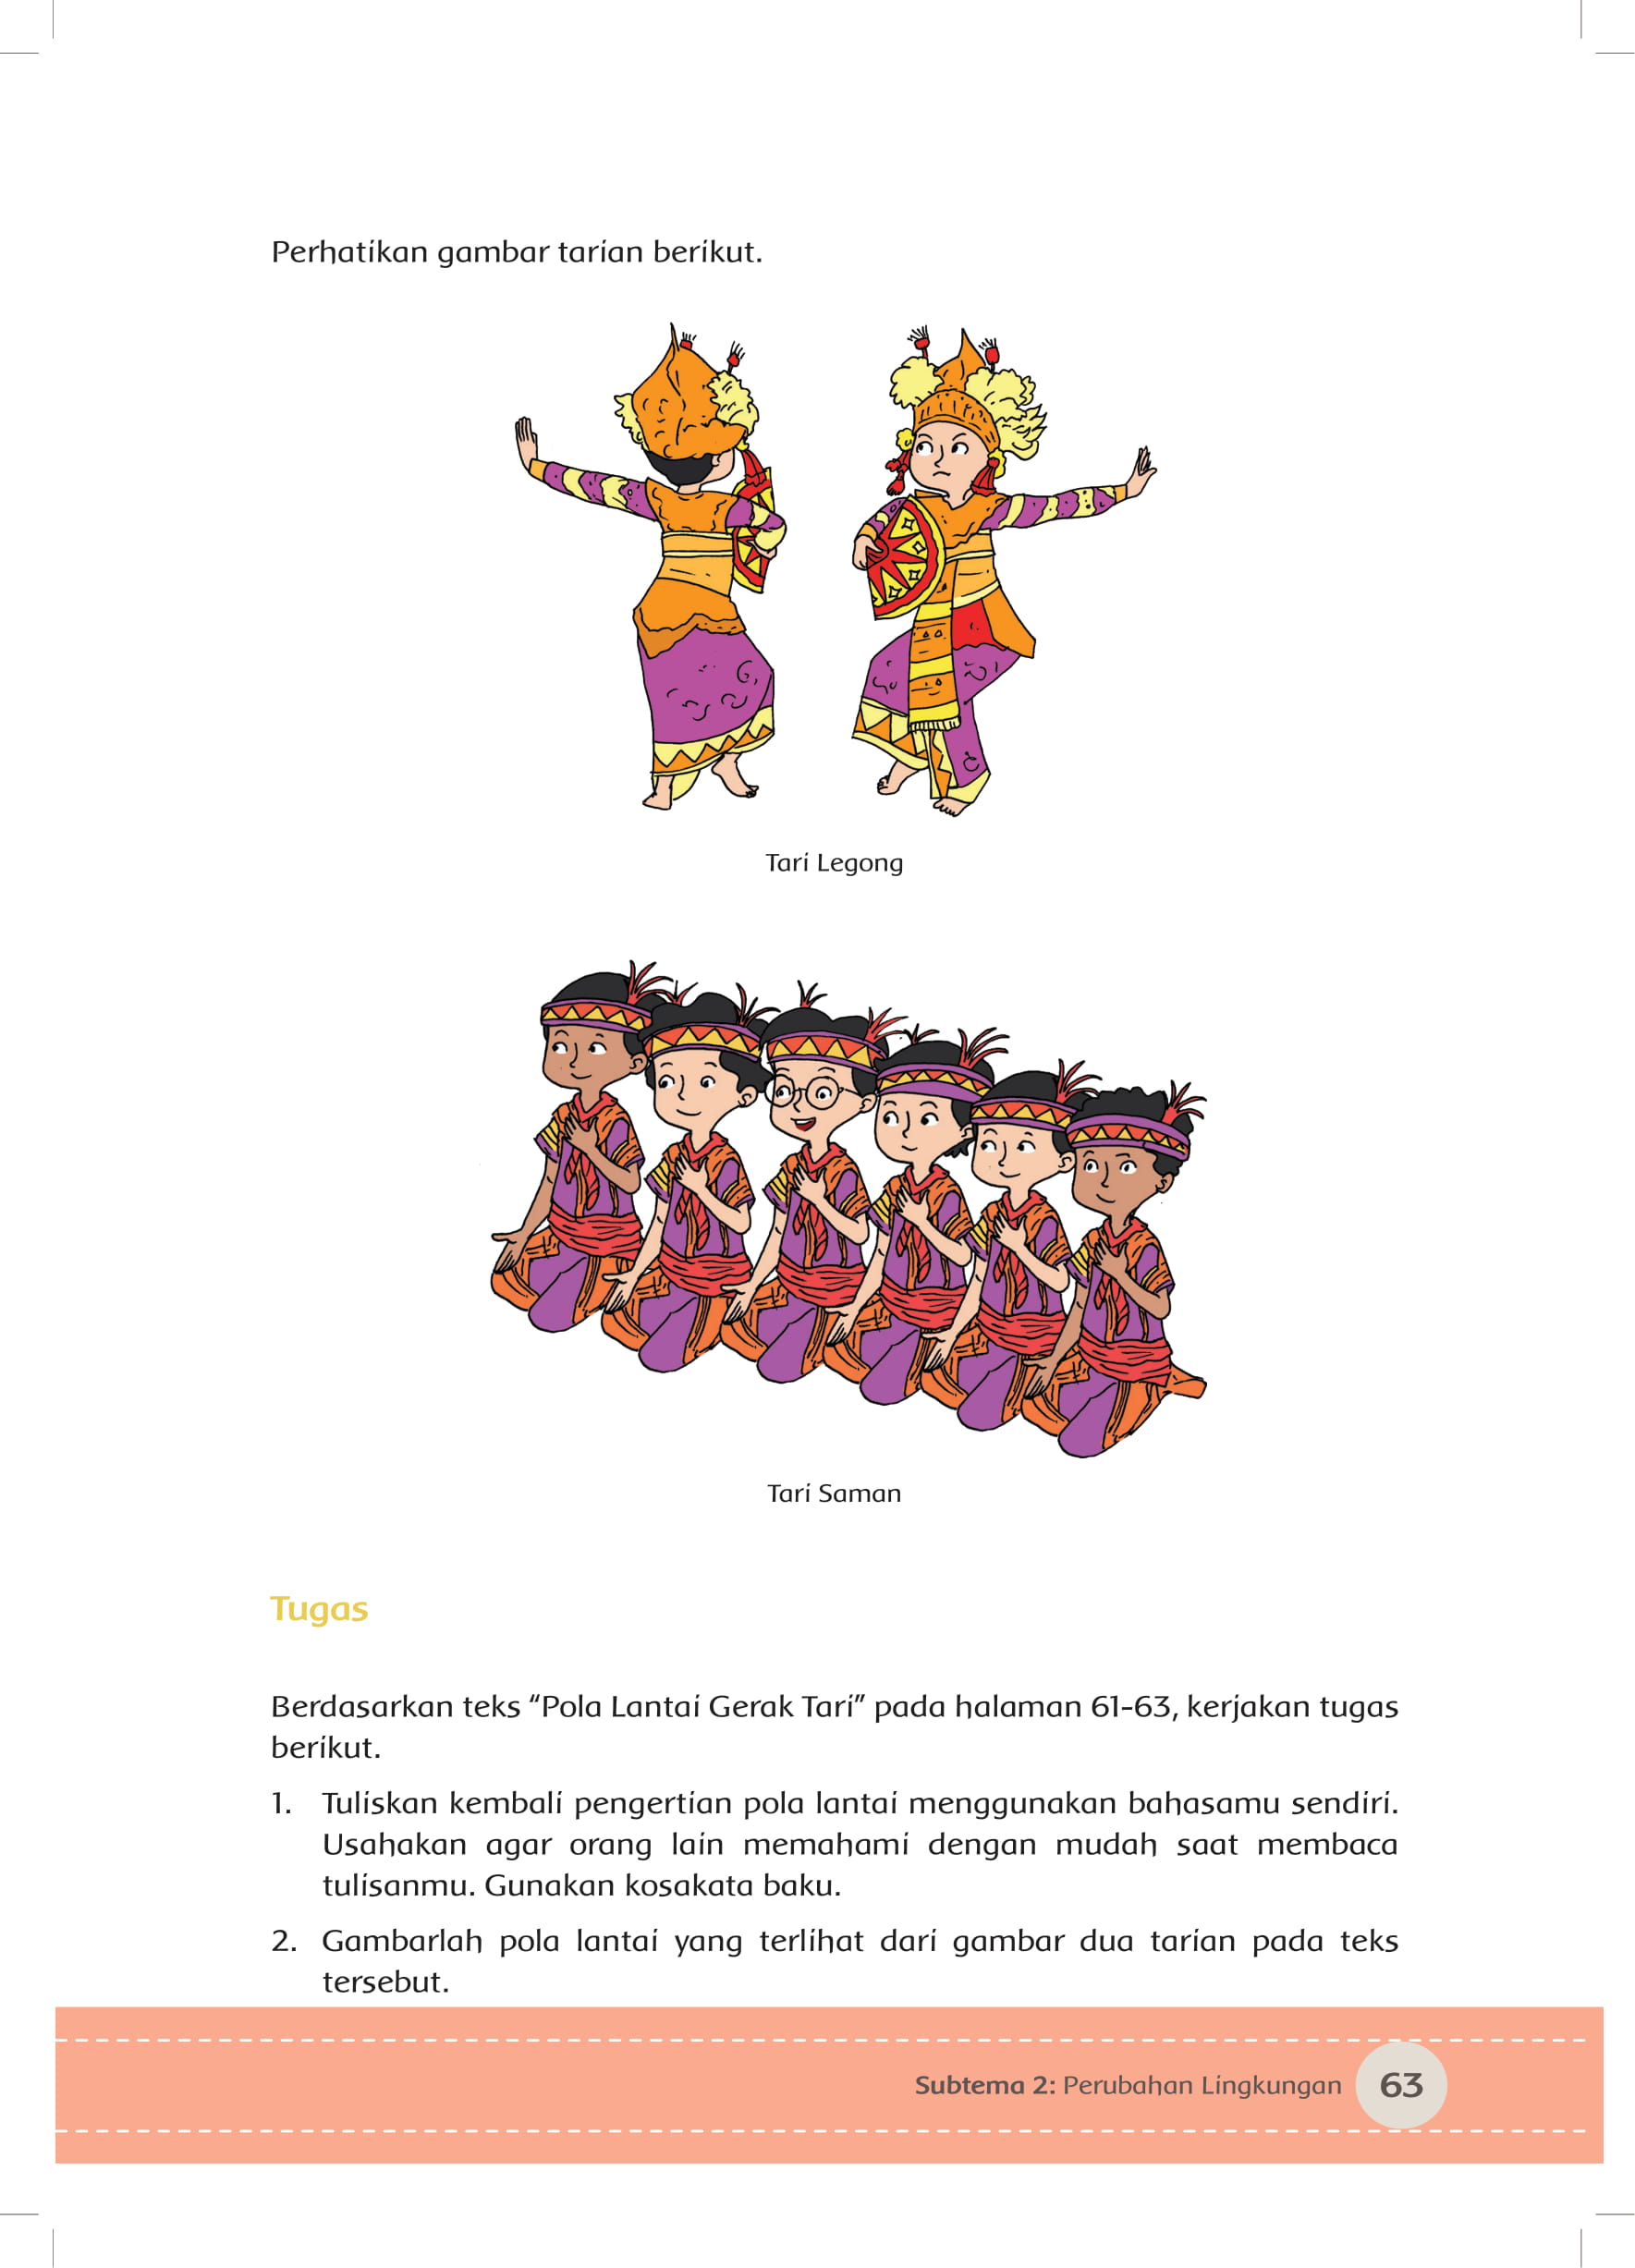 Perhatikan gambar tarian berikut.
Tari Legong
Tari Saman
Tugas
Berdasarkan teks “Pola Lantai Gerak Tari” pada halaman 61-63, kerjakan tugas
berikut.
1. Tuliskan kembali pengertian pola lantai menggunakan bahasamu sendiri.
Usahakan agar orang lain memahami dengan mudah saat membaca
tulisanmu. Gunakan kosakata baku.
2. Gambarlah pola lantai yang terlihat dari gambar dua tarian pada teks
tersebut.
Subtema 2: Perubahan Lingkungan 63